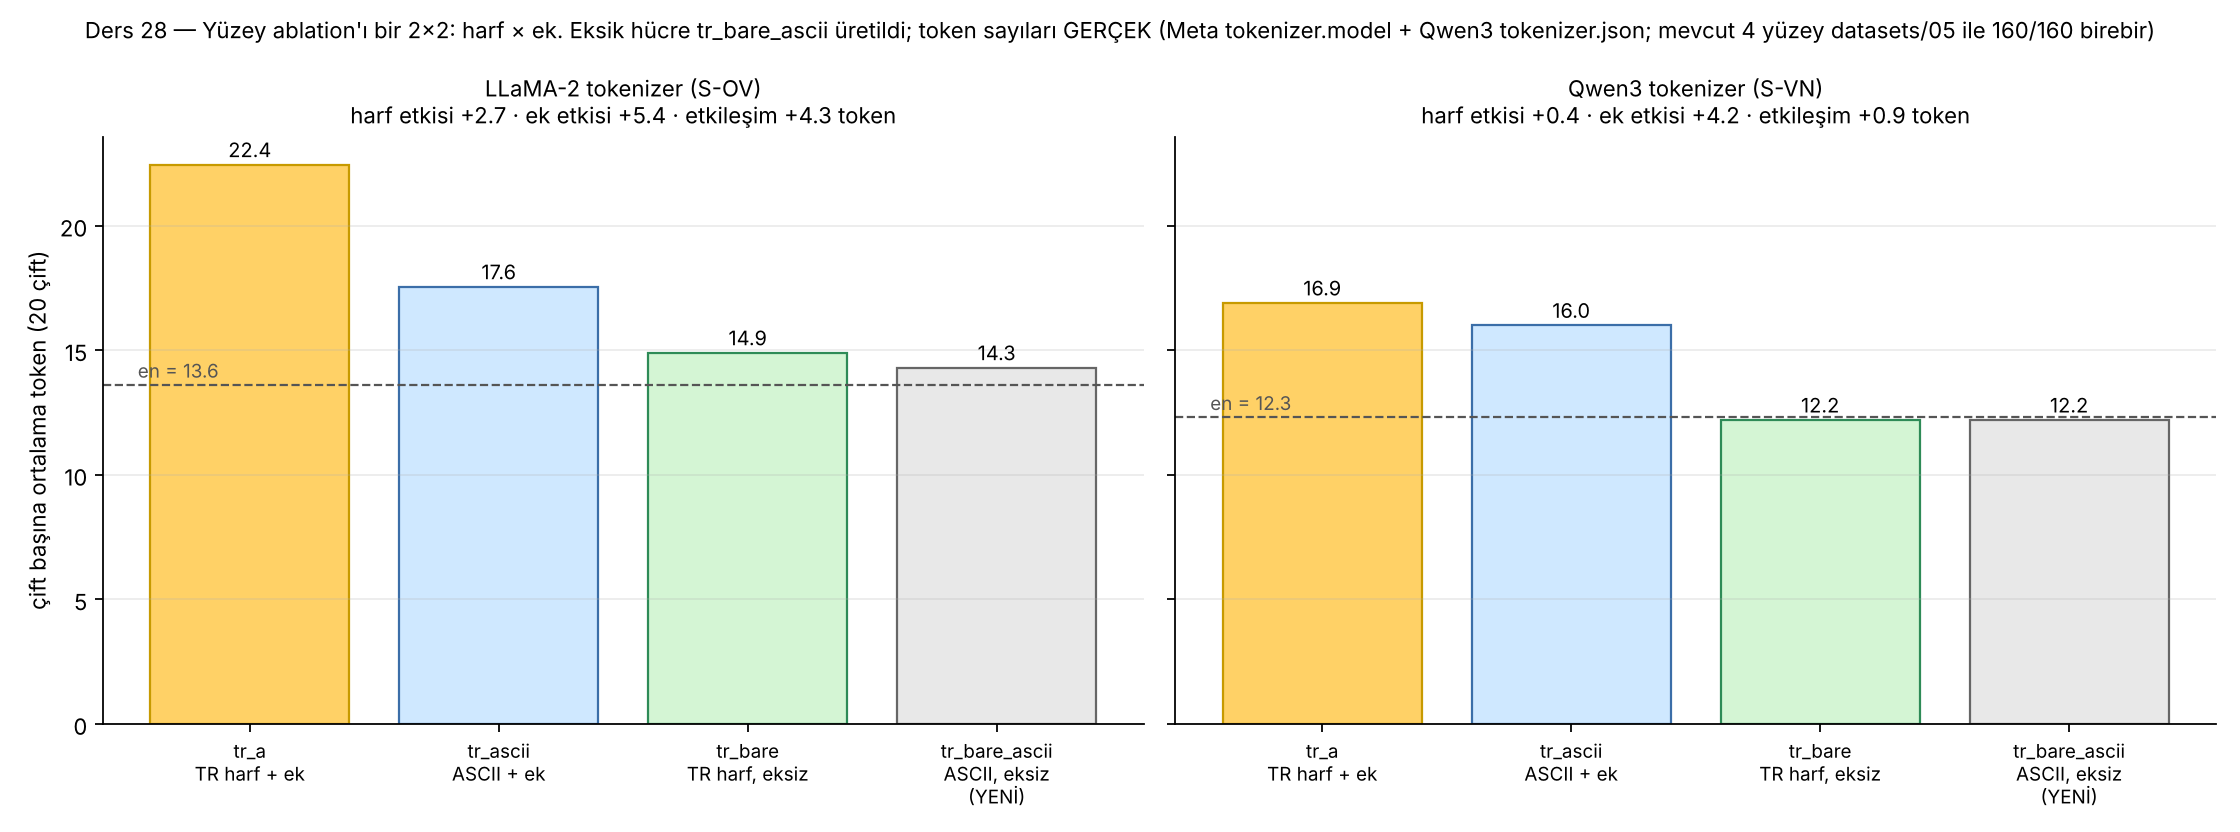 Ders 28 — Yüzey ablation'ı bir 2×2: harf × ek. Eksik hücre tr_bare_ascii üretildi; token sayıları GERÇEK (Meta tokenizer.model + Qwen3 tokenizer.json; mevcut 4 yüzey datasets/05 ile 160/160 birebir)
LLaMA-2 tokenizer (S-OV)
harf etkisi +2.7 · ek etkisi +5.4 · etkileşim +4.3 token
çift başına ortalama token (20 çift)
20
15
10
5
0
22.4
17.6
14.9
14.3
en = 13.6
tr_a
TR harf + ek
tr_ascii
ASCII + ek
tr_bare
TR harf, eksiz
tr_bare_ascii
ASCII, eksiz
(YENİ)
Qwen3 tokenizer (S-VN)
harf etkisi +0.4 · ek etkisi +4.2 · etkileşim +0.9 token
16.9
16.0
12.2
12.2
en = 12.3
tr_a
TR harf + ek
tr_ascii
ASCII + ek
tr_bare
TR harf, eksiz
tr_bare_ascii
ASCII, eksiz
(YENİ)